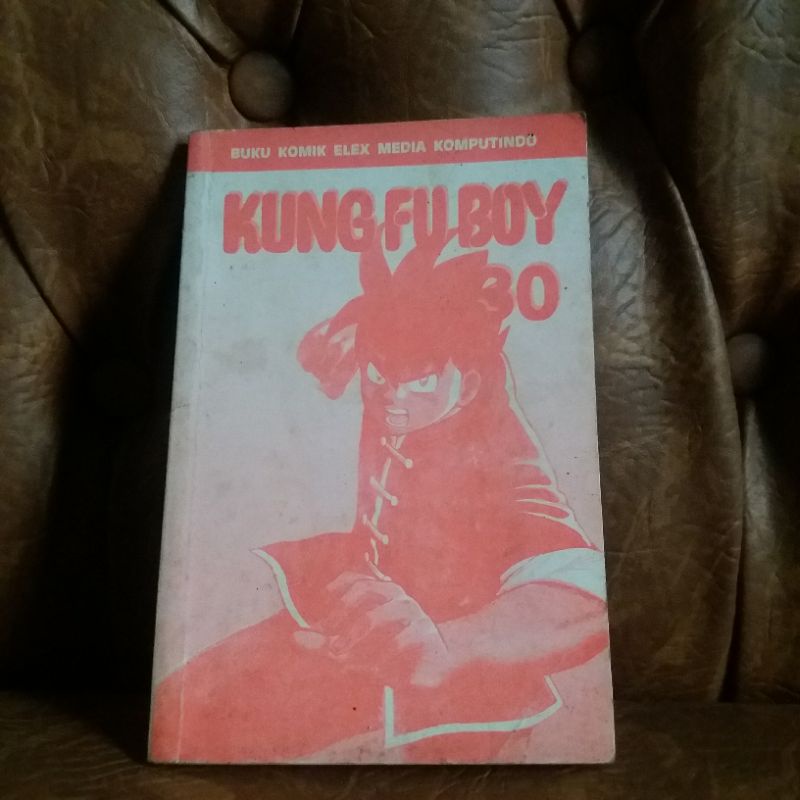 BUKU KOMIK ELEX MEDIA KOMPUTINDO
KUNG FU BOY
30